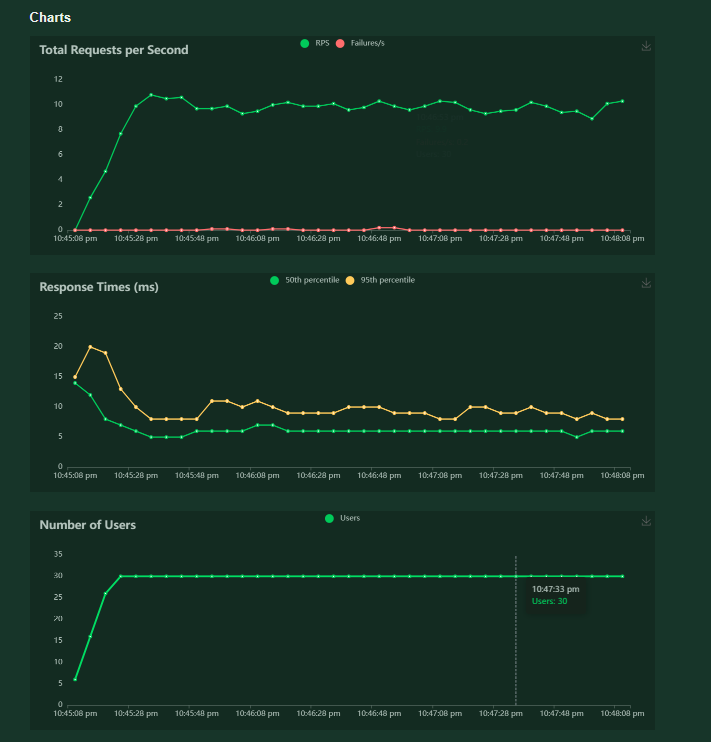 Charts
RPS Failures/s
Total Requests per Second
12
10
8
6
4
2
0
10:45:08 pm 10:45:28 pm 10:45:48 pm 10:46:08 pm 10:46:28 pm 10:46:48 pm 10:47:08 pm 10:47:28 pm 10:47:48 pm 10:48:08 pm
50th percentile 95th percentile
Response Times (ms)
25
20
15
10
5
0
10:45:08 pm 10:45:28 pm 10:45:48 pm 10:46:08 pm 10:46:28 pm 10:46:48 pm 10:47:08 pm 10:47:28 pm 10:47:48 pm 10:48:08 pm
Users
Number of Users
35
30
25
20
15
10
5
0
10:47:33 pm
Users: 30
10:45:08 pm 10:45:28 pm 10:45:48 pm 10:46:08 pm 10:46:28 pm 10:46:48 pm 10:47:08 pm 10:47:28 pm 10:47:48 pm 10:48:08 pm